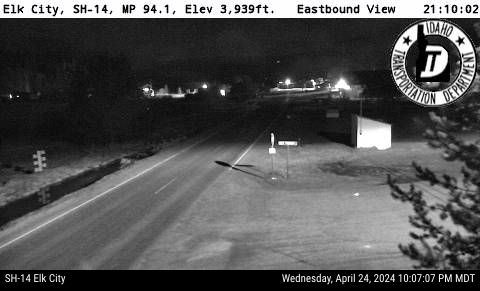 Elk City, SH-14, MP 94.1, Elev 3,939ft. Eastbound View 21:10:02
IDAHO
TRANSPORTATION DEPARTMENT
SH-14 Elk City Wednesday, April 24, 2024 10:07:07 PM MDT